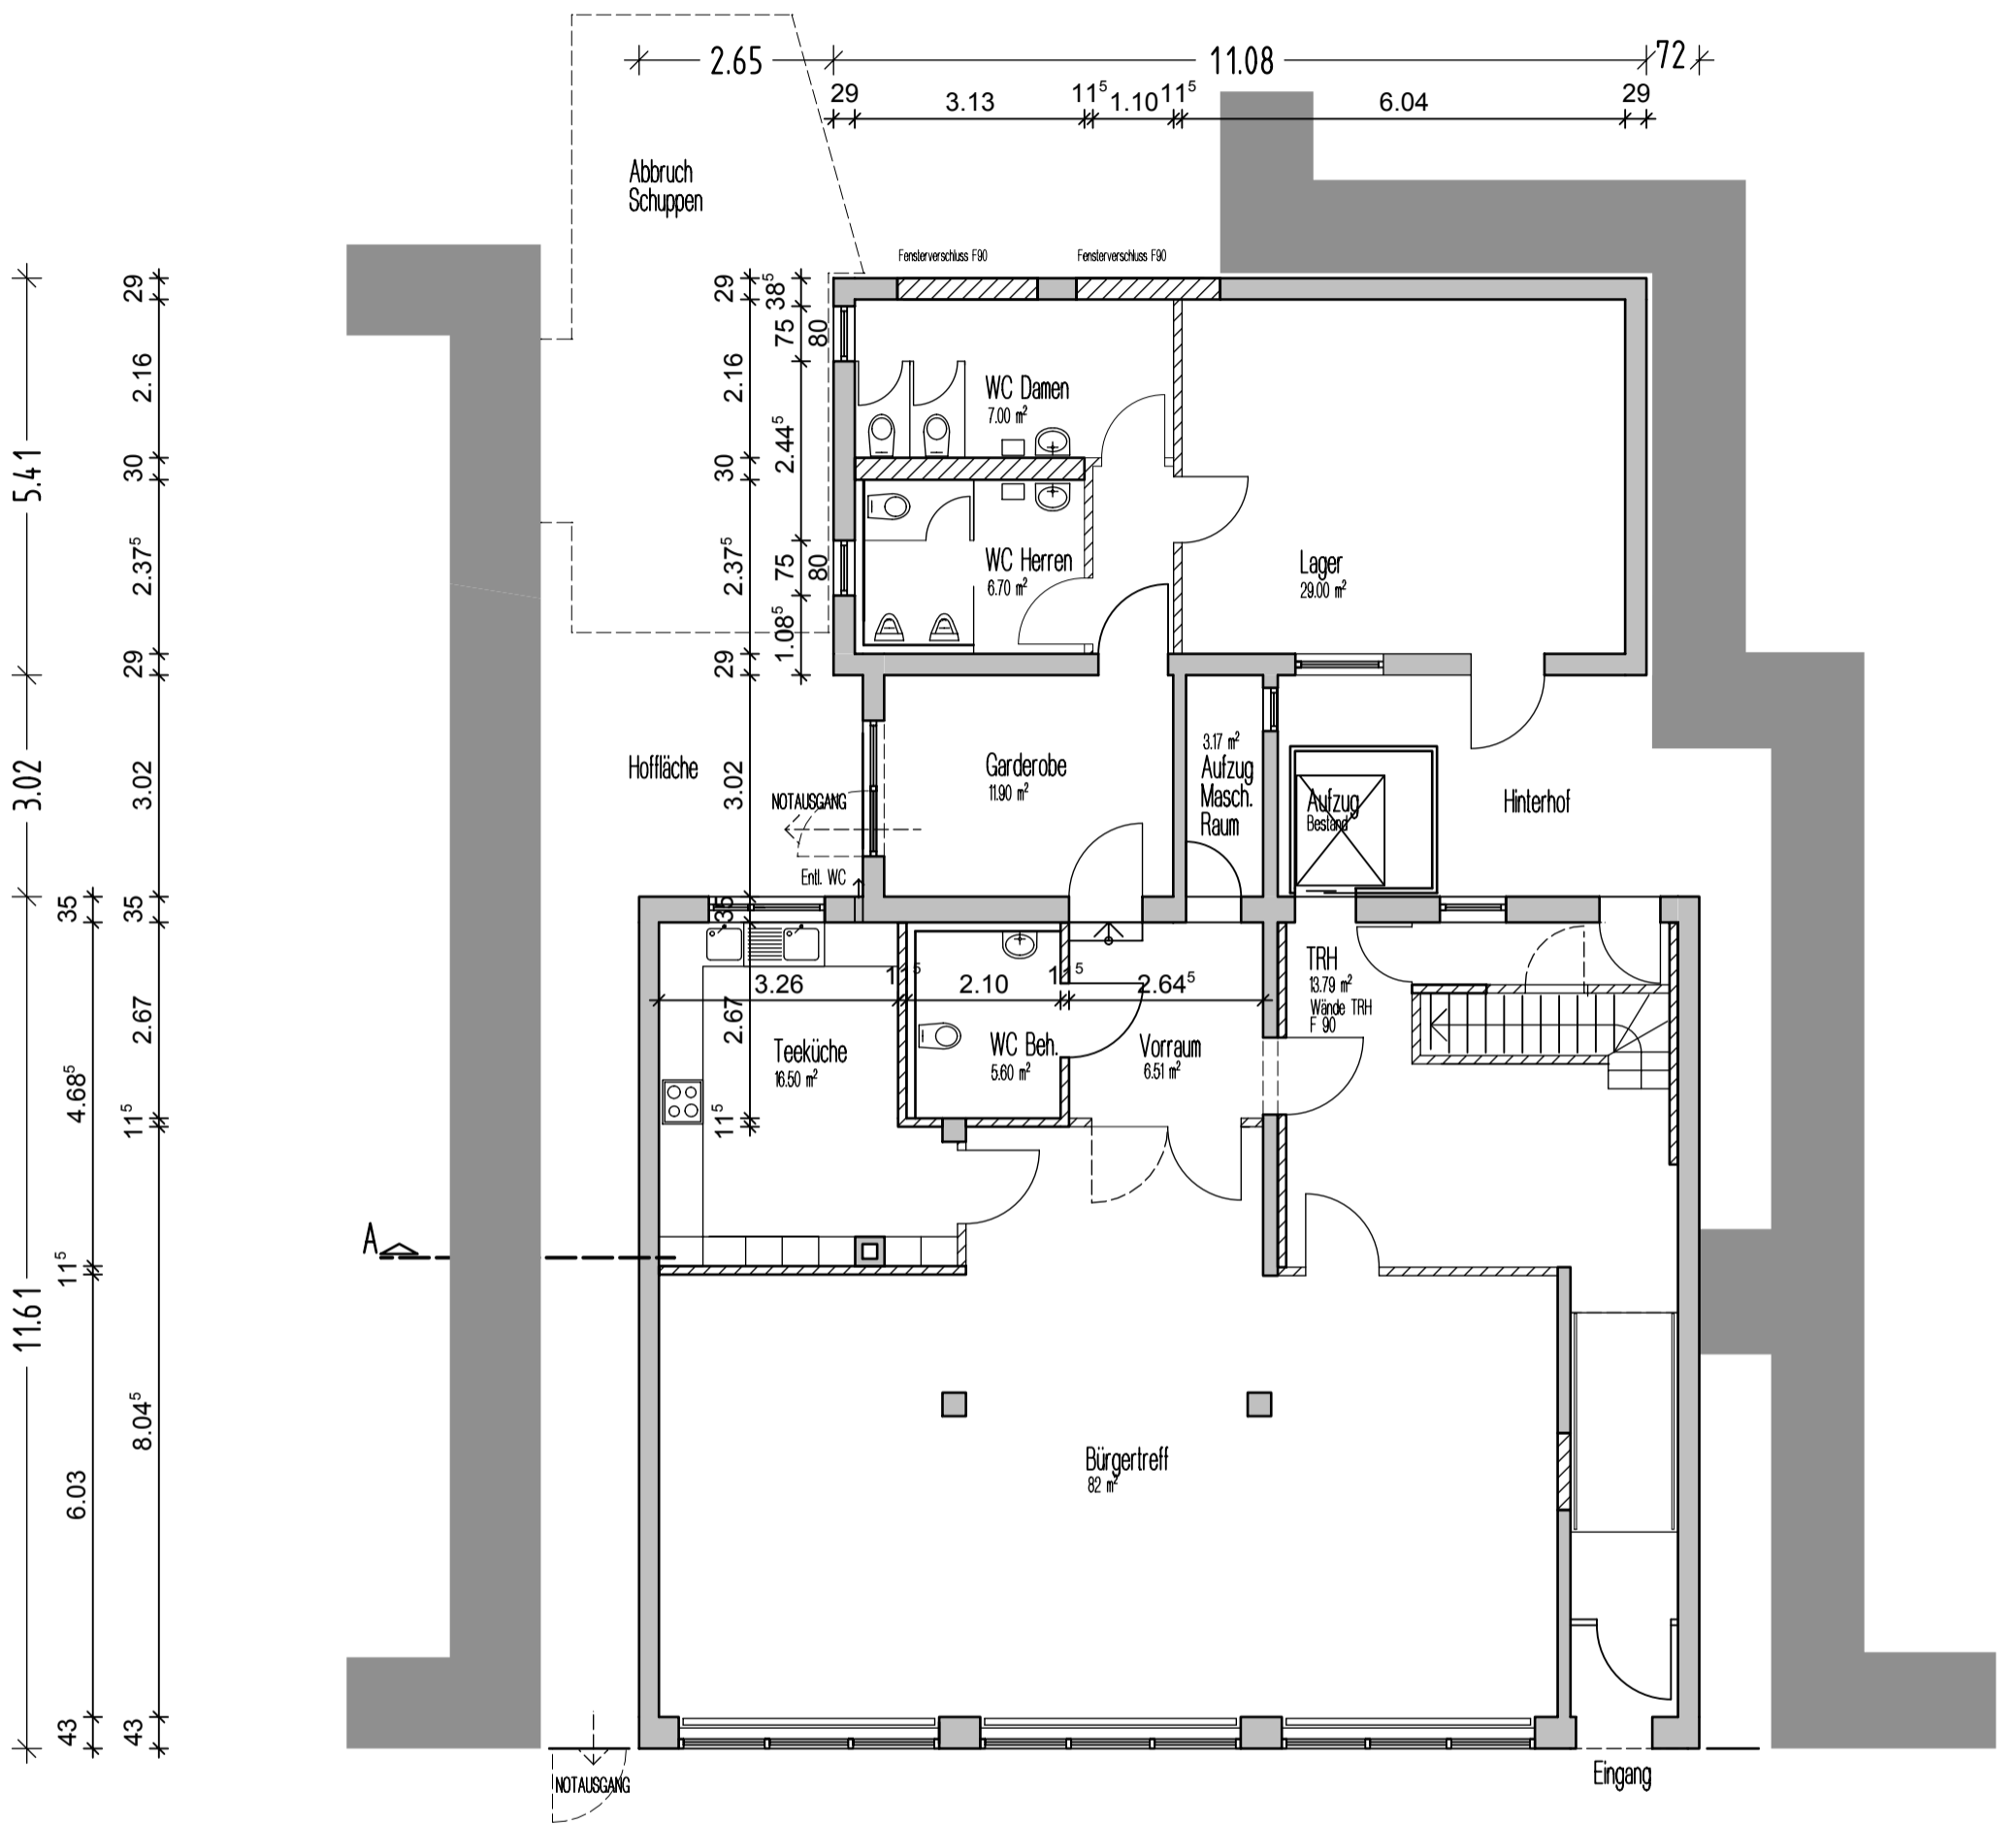 2.65
11.08
72
29
3.13
11⁵
1.10
11⁵
6.04
29
Abbruch
Schuppen
Fensterverschluss F90
Fensterverschluss F90
29
29
38⁵
75
80
2.16
2.16
WC Damen
7.00 m²
5.41
30
30
2.44⁵
2.37⁵
2.37⁵
75
80
WC Herren
6.70 m²
Lager
29.00 m²
29
29
1.08⁵
3.02
3.02
3.02
Hoffläche
NOTAUSGANG
Garderobe
11.90 m²
3.17 m²
Aufzug
Masch.
Raum
Aufzug
Bestand
Hinterhof
Entl. WC
35
35
35
3.26
2.10
2.64⁵
TRH
13.79 m²
Wände TRH
F 90
2.67
2.67
Teeküche
16.50 m²
WC Beh.
5.60 m²
Vorraum
6.51 m²
4.68⁵
11⁵
11⁵
A
11⁵
11.61
8.04⁵
6.03
Bürgertreff
82 m²
43
43
NOTAUSGANG
Eingang